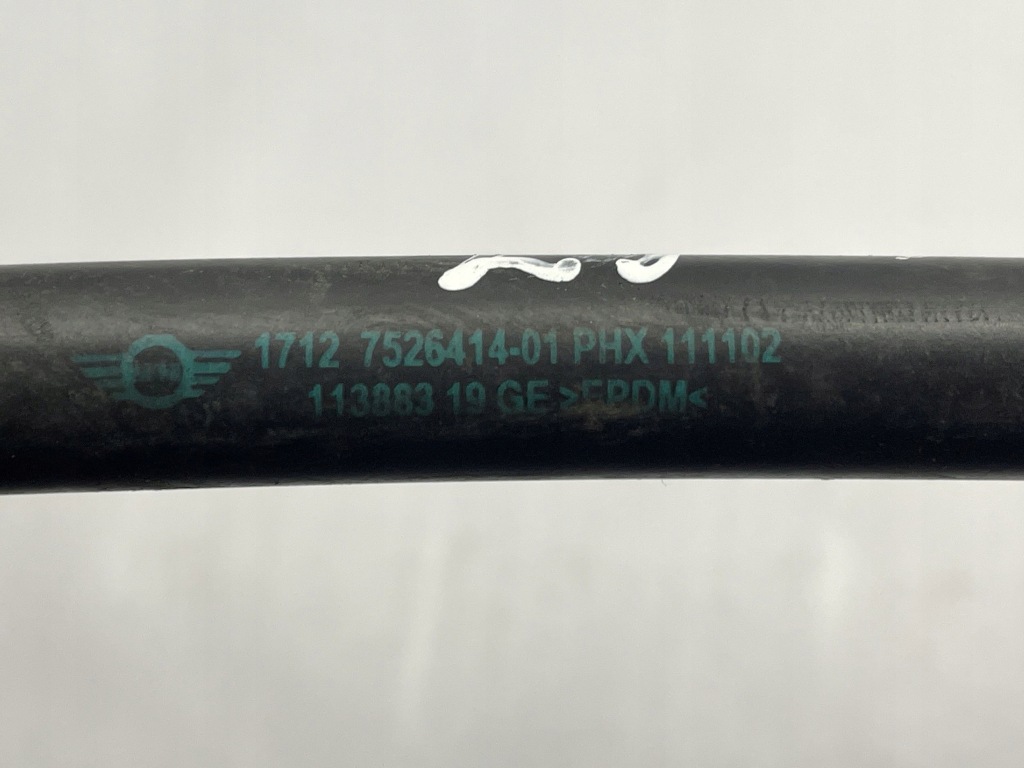 1712 7526414-01 PHX 111102
113883 19 GE >EPDM<